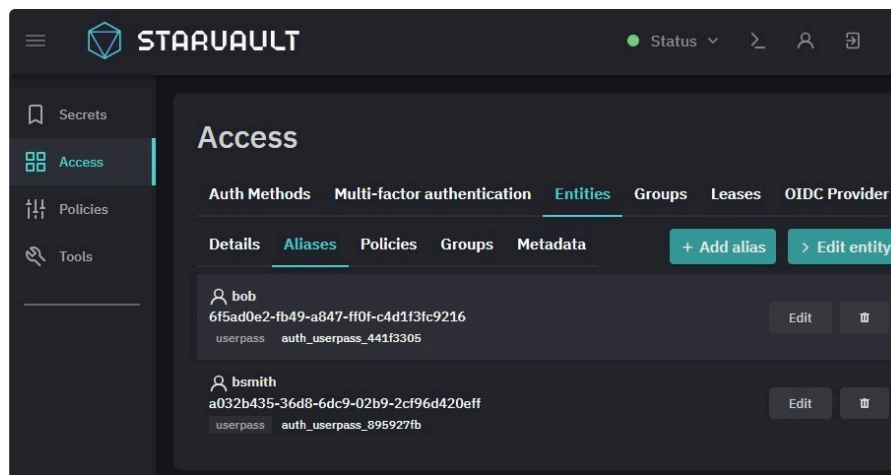 STARVAULT
Status
Secrets
Access
Policies
Tools
Access
Auth Methods Multi-factor authentication Entities Groups Leases OIDC Provider
Details Aliases Policies Groups Metadata + Add alias > Edit entity
bob
6f5ad0e2-fb49-a847-ff0f-c4d1f3fc9216
userpass auth_userpass_441f3305
Edit
bsmith
a032b435-36d8-6dc9-02b9-2cf96d420eff
userpass auth_userpass_895927fb
Edit